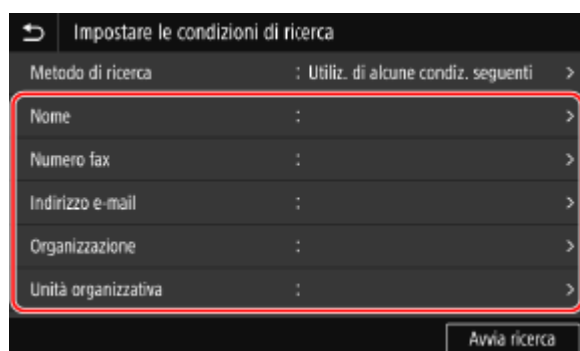 Impostare le condizioni di ricerca
Metodo di ricerca : Utiliz. di alcune condiz. seguenti >
Nome : >
Numero fax : >
Indirizzo e-mail : >
Organizzazione : >
Unità organizzativa : >
Avvia ricerca